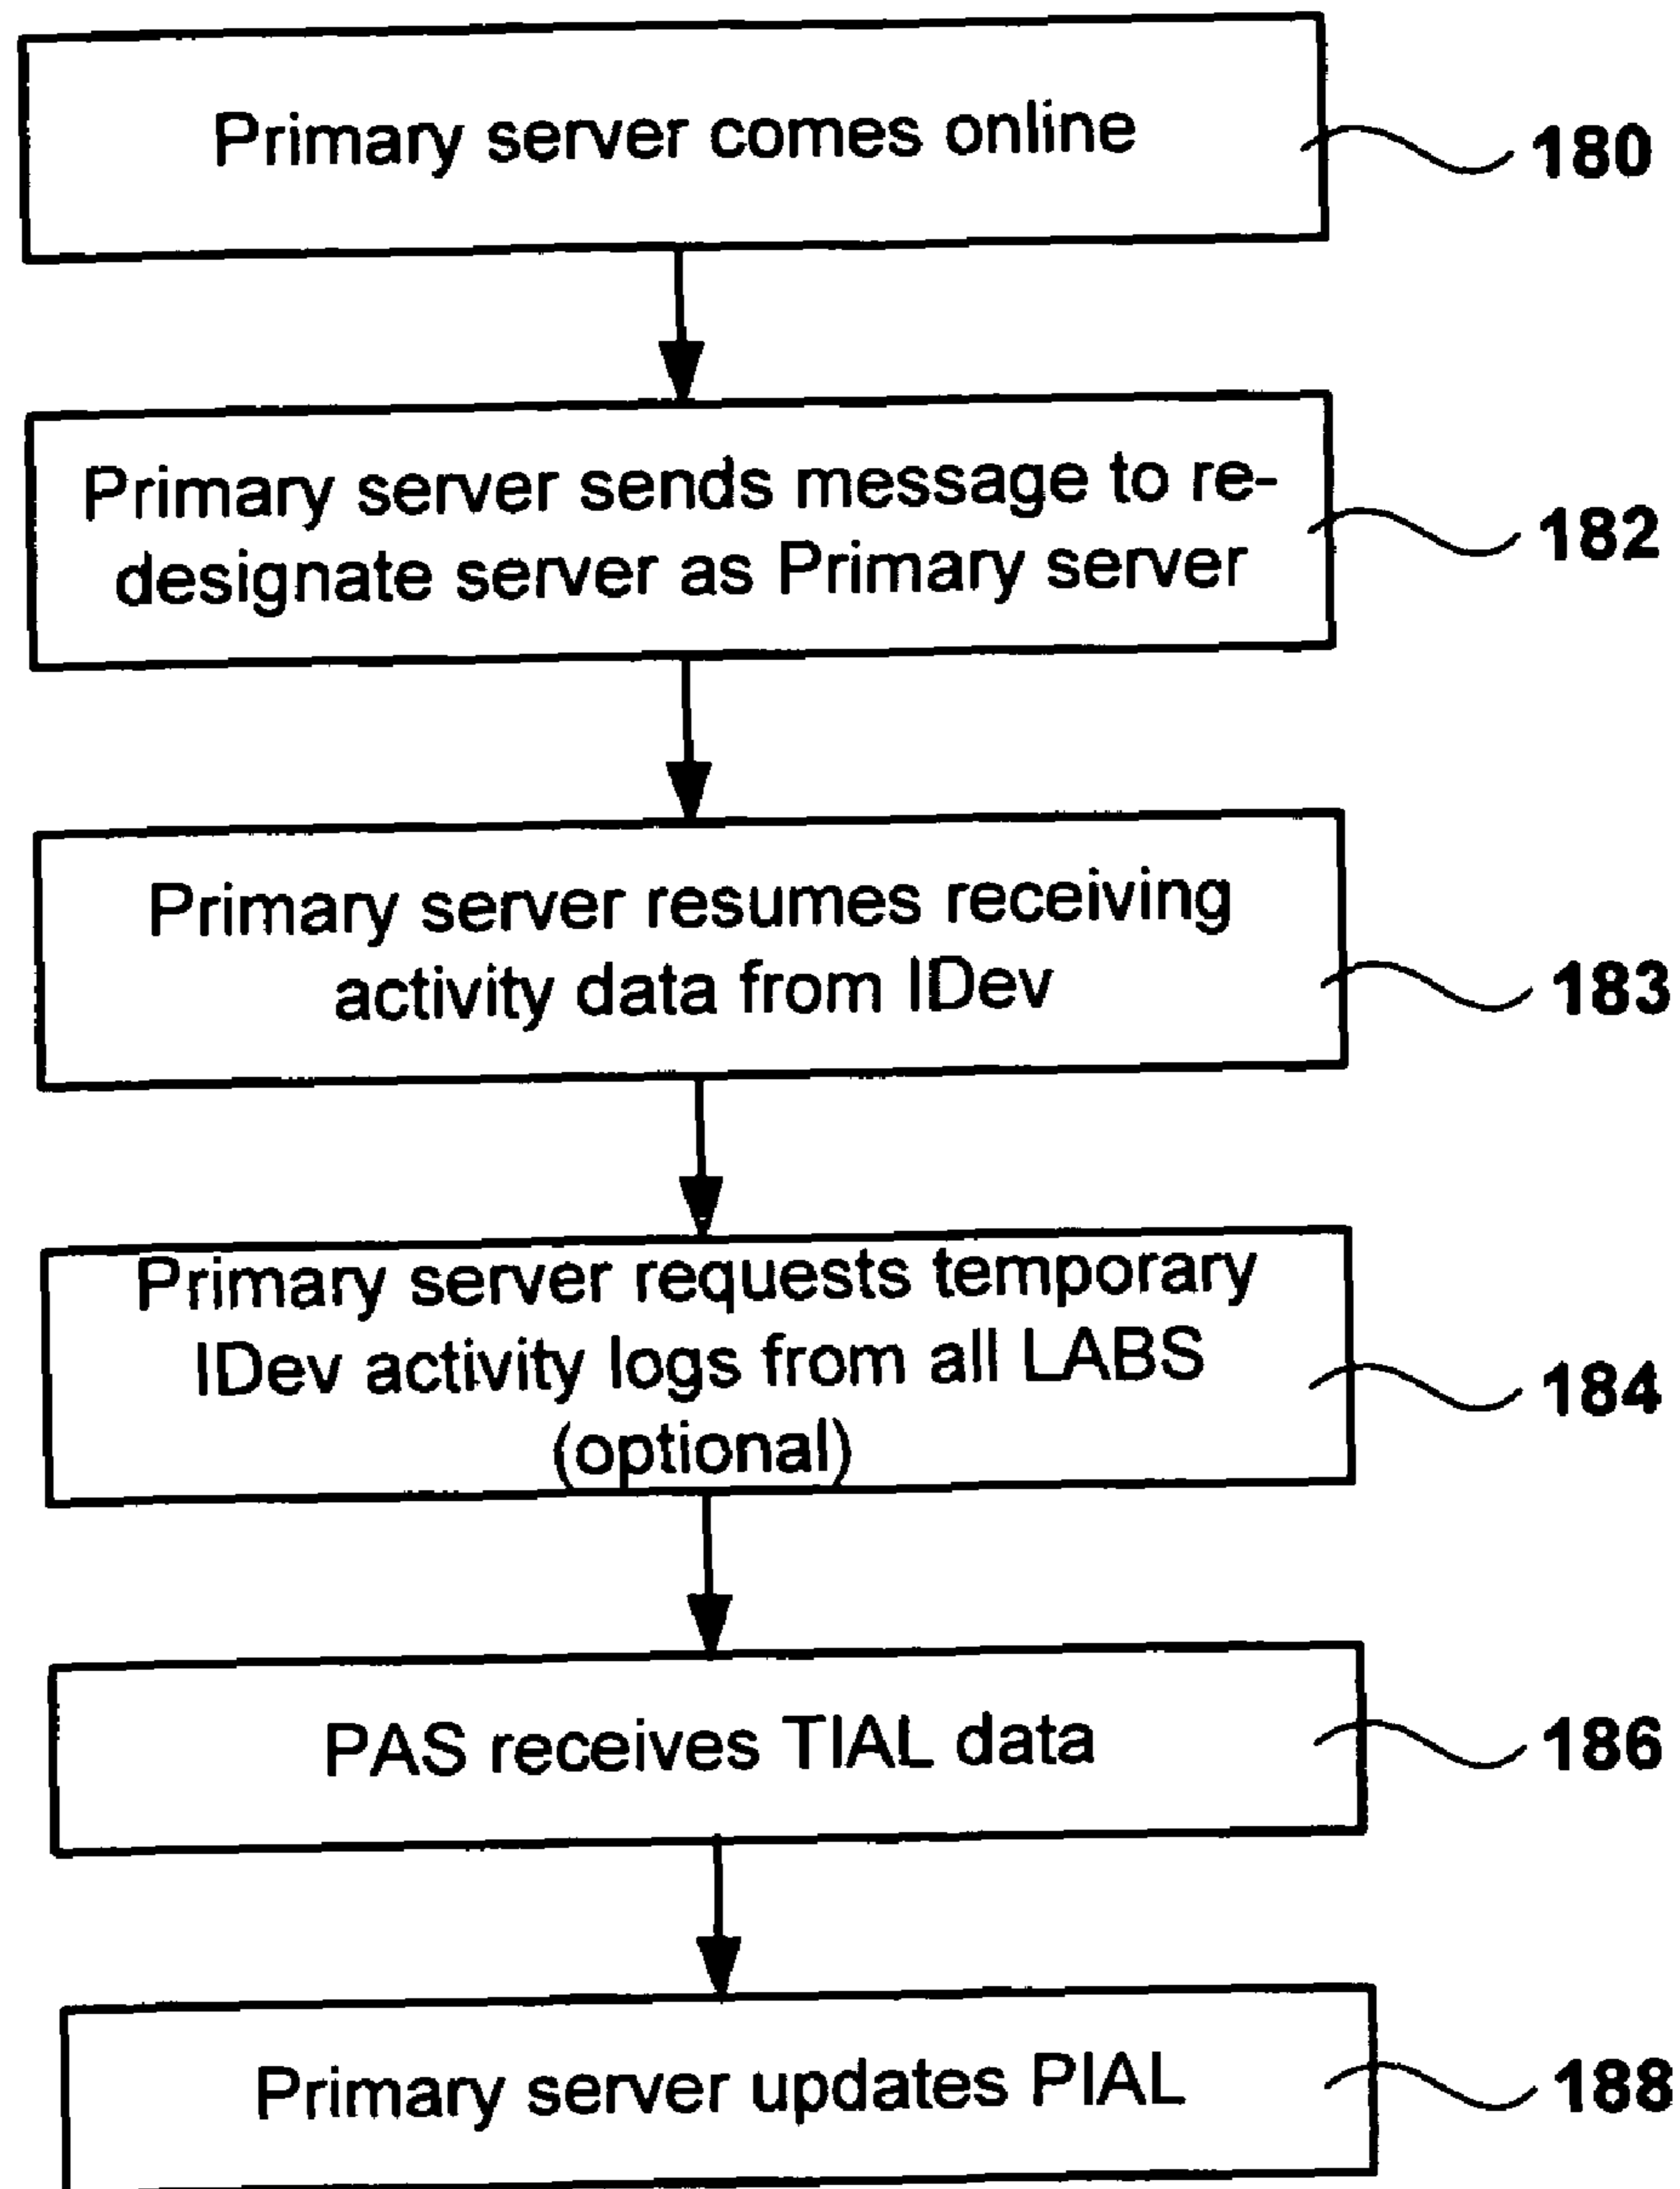 Primary server comes online
180
Primary server sends message to re-
designate server as Primary server
182
Primary server resumes receiving
activity data from IDev
183
Primary server requests temporary
IDev activity logs from all LABS
(optional)
184
PAS receives TIAL data
186
Primary server updates PIAL
188